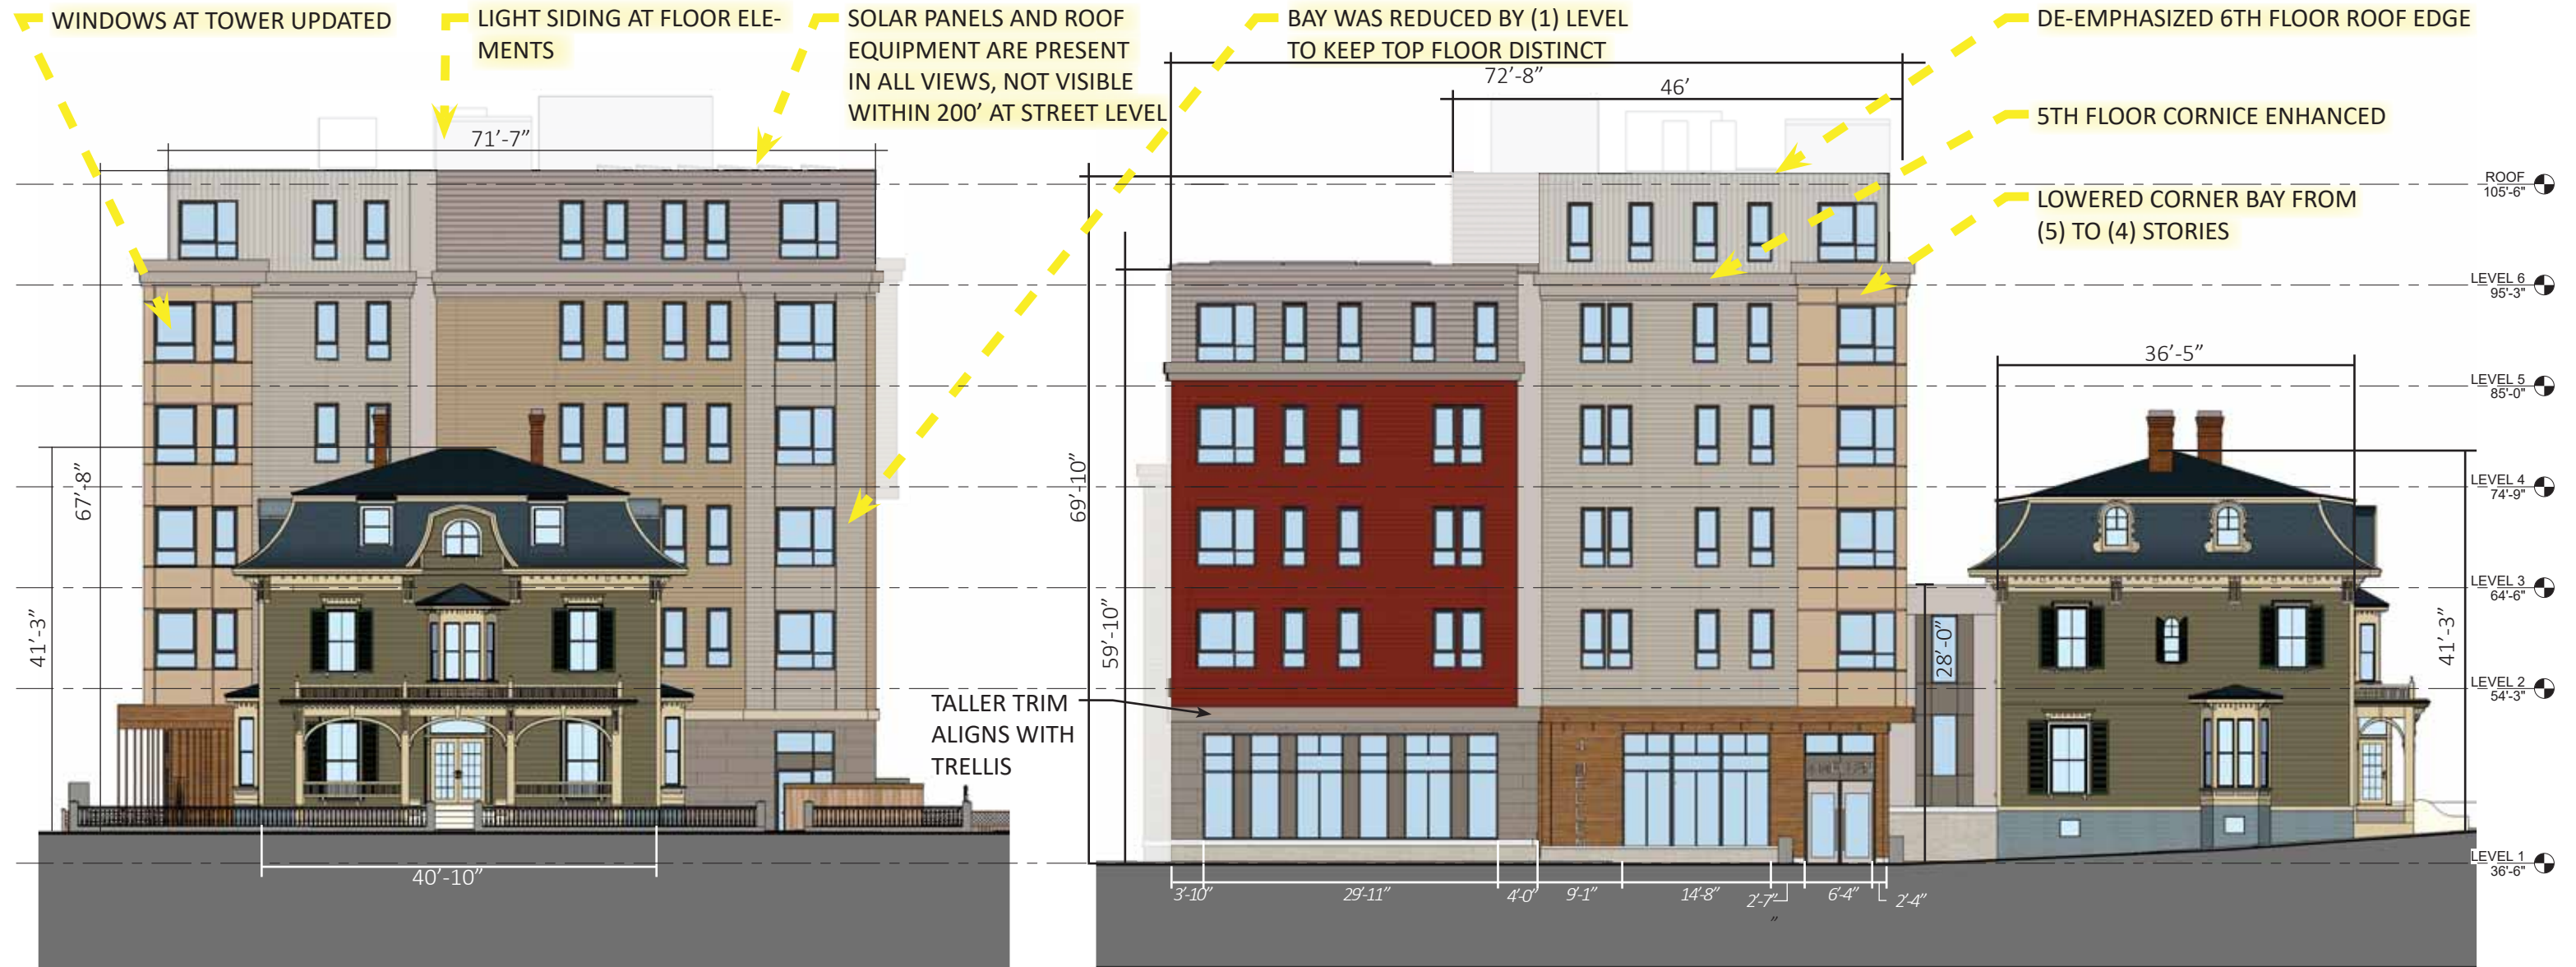 WINDOWS AT TOWER UPDATED
LIGHT SIDING AT FLOOR ELE-
MENTS
SOLAR PANELS AND ROOF
EQUIPMENT ARE PRESENT
IN ALL VIEWS, NOT VISIBLE
WITHIN 200’ AT STREET LEVEL
BAY WAS REDUCED BY (1) LEVEL
TO KEEP TOP FLOOR DISTINCT
DE-EMPHASIZED 6TH FLOOR ROOF EDGE
5TH FLOOR CORNICE ENHANCED
LOWERED CORNER BAY FROM
(5) TO (4) STORIES
71’-7”
72’-8”
46’
67’-8”
41’-3”
40’-10”
69’-10”
59’-10”
TALLER TRIM
ALIGNS WITH
TRELLIS
28’-0”
36’-5”
41’-3”
3’-10”
29’-11”
4’-0”
9’-1”
14’-8”
2’-7”
”
6’-4”
2’-4”
ROOF
105'-6"
LEVEL 6
95'-3"
LEVEL 5
85'-0"
LEVEL 4
74'-9"
LEVEL 3
64'-6"
LEVEL 2
54'-3"
LEVEL 1
36'-6"